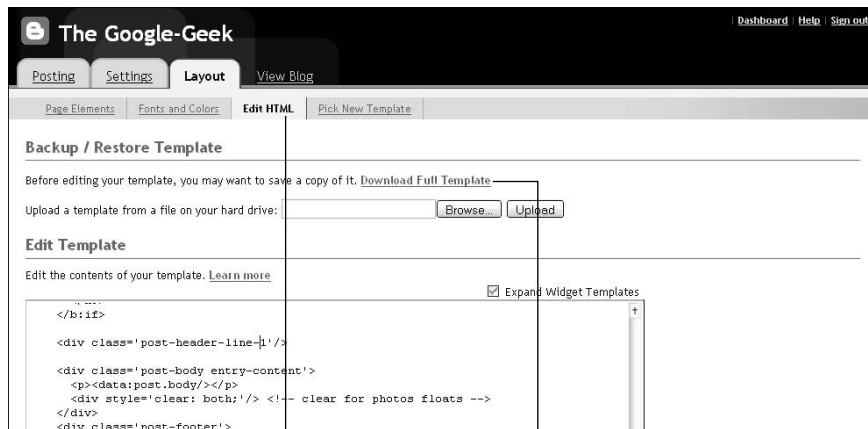 The Google-Geek
Dashboard | Help | Sign out
Posting Settings Layout View Blog
Page Elements Fonts and Colors Edit HTML Pick New Template
Backup / Restore Template
Before editing your template, you may want to save a copy of it. Download Full Template
Upload a template from a file on your hard drive: Browse... Upload
Edit Template
Edit the contents of your template. Learn more
Expand Widget Templates
</b:if>
<div class='post-header-line-1'/>
<div class='post-body entry-content'>
<p><data:post.body/></p>
<div style='clear: both;'/> <!-- clear for photos floats -->
</div>
<div class='post-footer'>